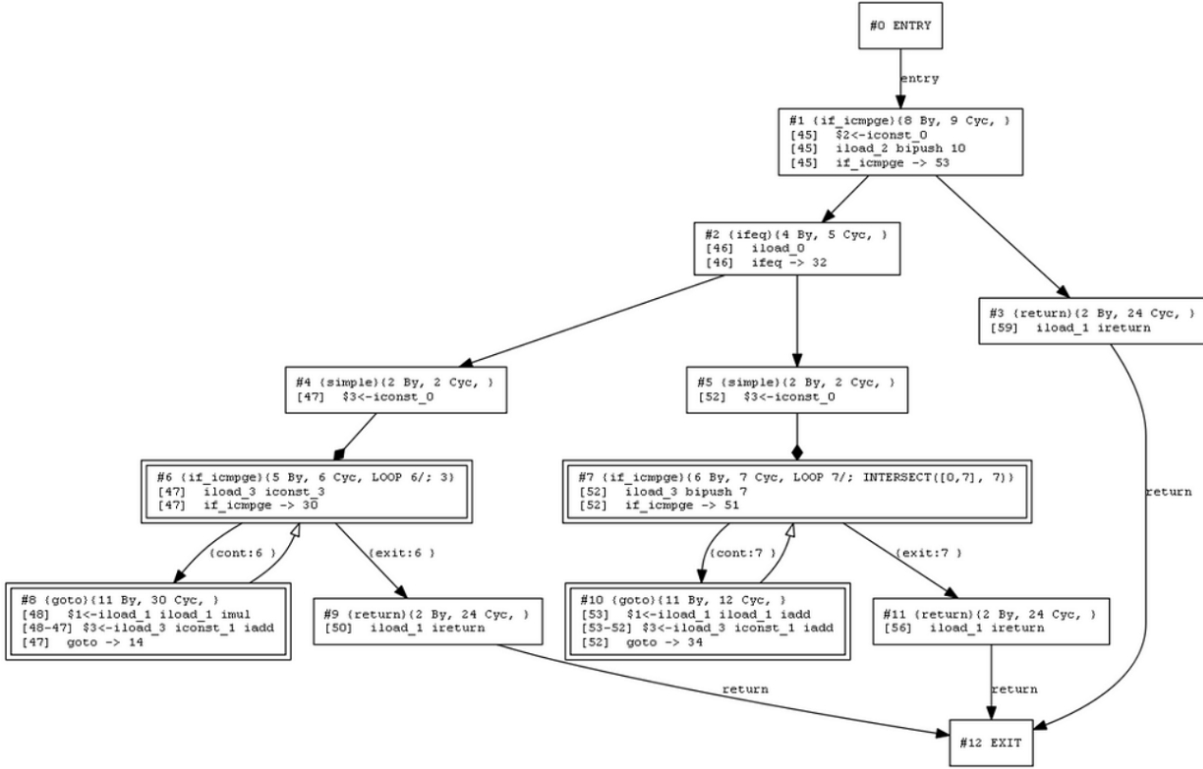 #0 ENTRY
entry
#1 (if_icmpge)(8 By, 9 Cyc, )
[45] $2<-iconst_0
[45] iload_2 bipush 10
[45] if_icmpge -> 53
#2 (ifeq)(4 By, 5 Cyc, )
[46] iload_0
[46] ifeq -> 32
#3 (return)(2 By, 24 Cyc, )
[59] iload_1 ireturn
#4 (simple)(2 By, 2 Cyc, )
[47] $3<-iconst_0
#5 (simple)(2 By, 2 Cyc, )
[52] $3<-iconst_0
#6 (if_icmpge)(5 By, 6 Cyc, LOOP 6/; 3)
[47] iload_3 iconst_3
[47] if_icmpge -> 30
#7 (if_icmpge)(6 By, 7 Cyc, LOOP 7/; INTERSECT([0,7], 7))
[52] iload_3 bipush 7
[52] if_icmpge -> 51
return
(cont:6 )
(exit:6 )
(cont:7 )
(exit:7 )
#8 (goto)(11 By, 30 Cyc, )
[48] $1<-iload_1 iload_1 imul
[48-47] $3<-iload_3 iconst_1 iadd
[47] goto -> 14
#9 (return)(2 By, 24 Cyc, )
[50] iload_1 ireturn
#10 (goto)(11 By, 12 Cyc, )
[53] $1<-iload_1 iload_1 iadd
[53-52] $3<-iload_3 iconst_1 iadd
[52] goto -> 34
#11 (return)(2 By, 24 Cyc, )
[56] iload_1 ireturn
return
return
#12 EXIT